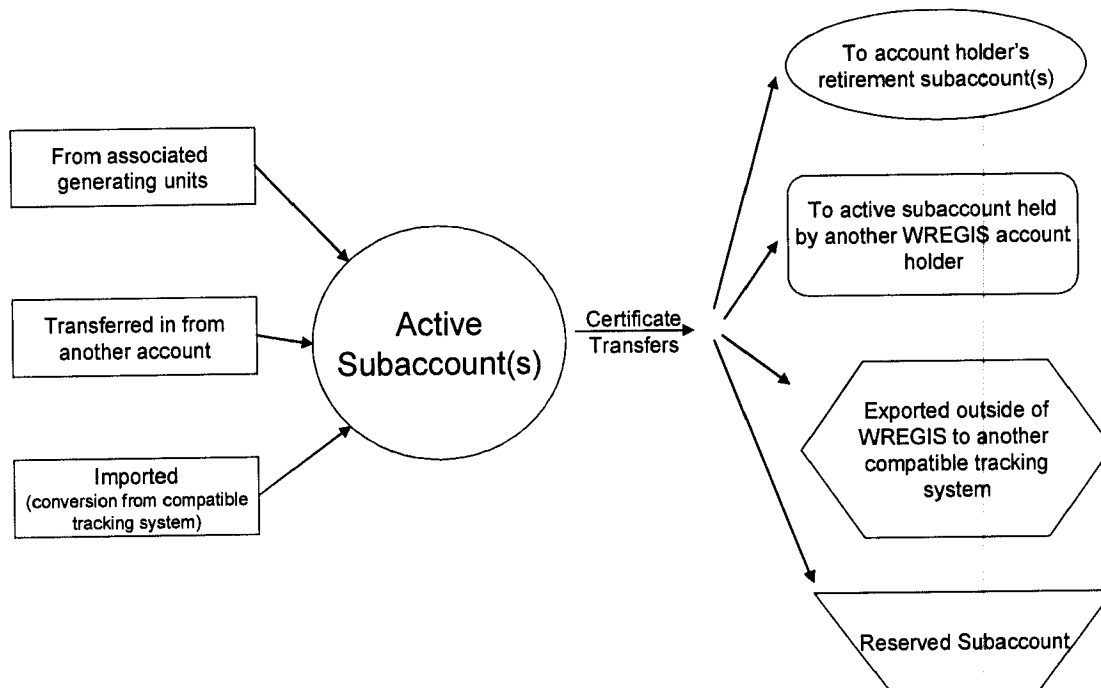 From associated
generating units
Transferred in from
another account
Imported
(conversion from compatible
tracking system)
Active
Subaccount(s)
Certificate
Transfers
To account holder's
retirement subaccount(s)
To active subaccount held
by another WREGIS account
holder
Exported outside of
WREGIS to another
compatible tracking
system
Reserved Subaccount